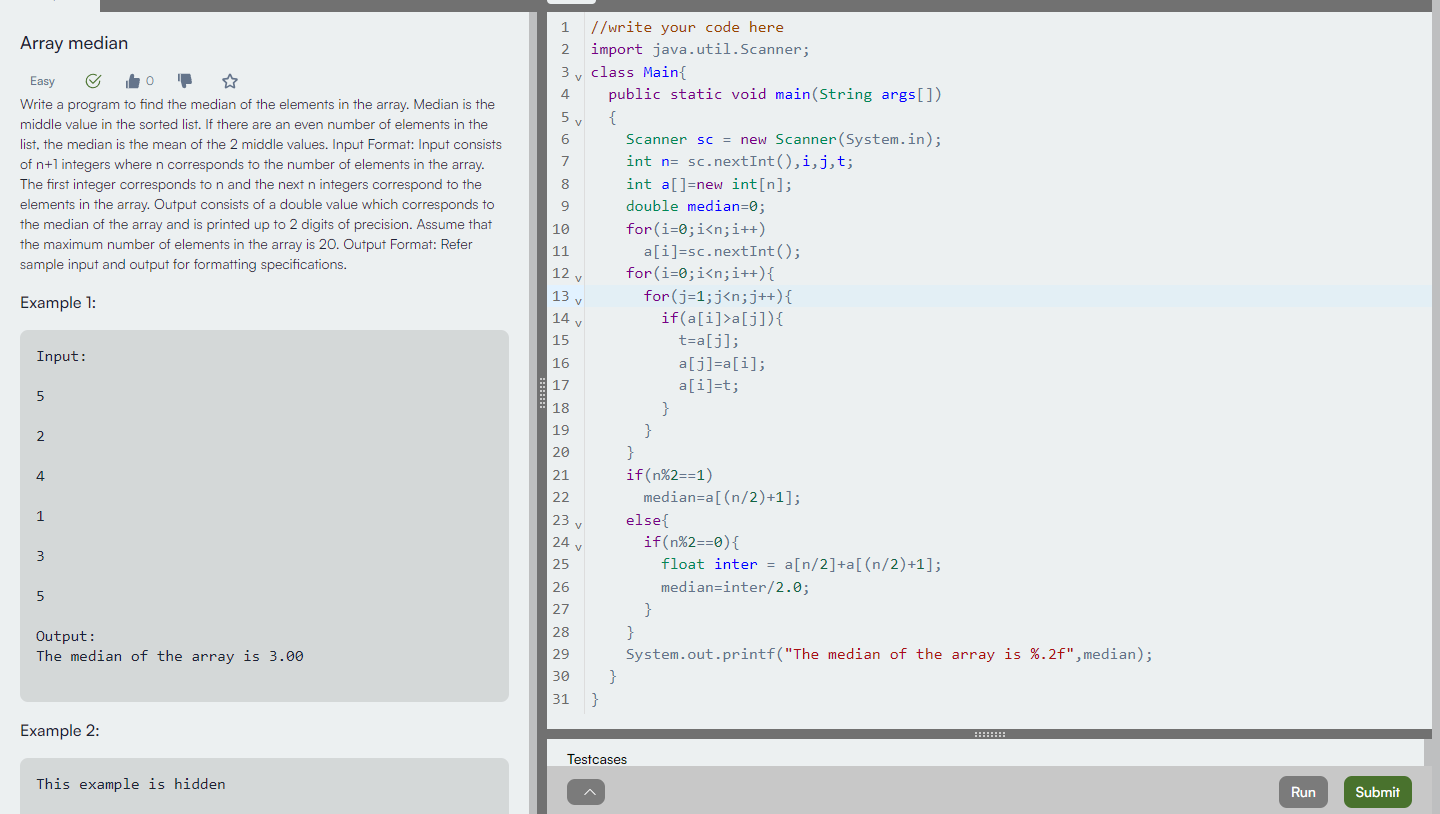 Array median
Easy 0
Write a program to find the median of the elements in the array. Median is the
middle value in the sorted list. If there are an even number of elements in the
list, the median is the mean of the 2 middle values. Input Format: Input consists
of n+1 integers where n corresponds to the number of elements in the array.
The first integer corresponds to n and the next n integers correspond to the
elements in the array. Output consists of a double value which corresponds to
the median of the array and is printed up to 2 digits of precision. Assume that
the maximum number of elements in the array is 20. Output Format: Refer
sample input and output for formatting specifications.
Example 1:
Input:
5
2
4
1
3
5
Output:
The median of the array is 3.00
Example 2:
This example is hidden
1 //write your code here
2 import java.util.Scanner;
3 class Main{
4 public static void main(String args[])
5 {
6 Scanner sc = new Scanner(System.in);
7 int n= sc.nextInt(),i,j,t;
8 int a[]=new int[n];
9 double median=0;
10 for(i=0;i<n;i++)
11 a[i]=sc.nextInt();
12 for(i=0;i<n;i++){
13 for(j=1;j<n;j++){
14 if(a[i]>a[j]){
15 t=a[j];
16 a[j]=a[i];
17 a[i]=t;
18 }
19 }
20 }
21 if(n%2==1)
22 median=a[(n/2)+1];
23 else{
24 if(n%2==0){
25 float inter = a[n/2]+a[(n/2)+1];
26 median=inter/2.0;
27 }
28 }
29 System.out.printf("The median of the array is %.2f",median);
30 }
31 }
Testcases
Run Submit